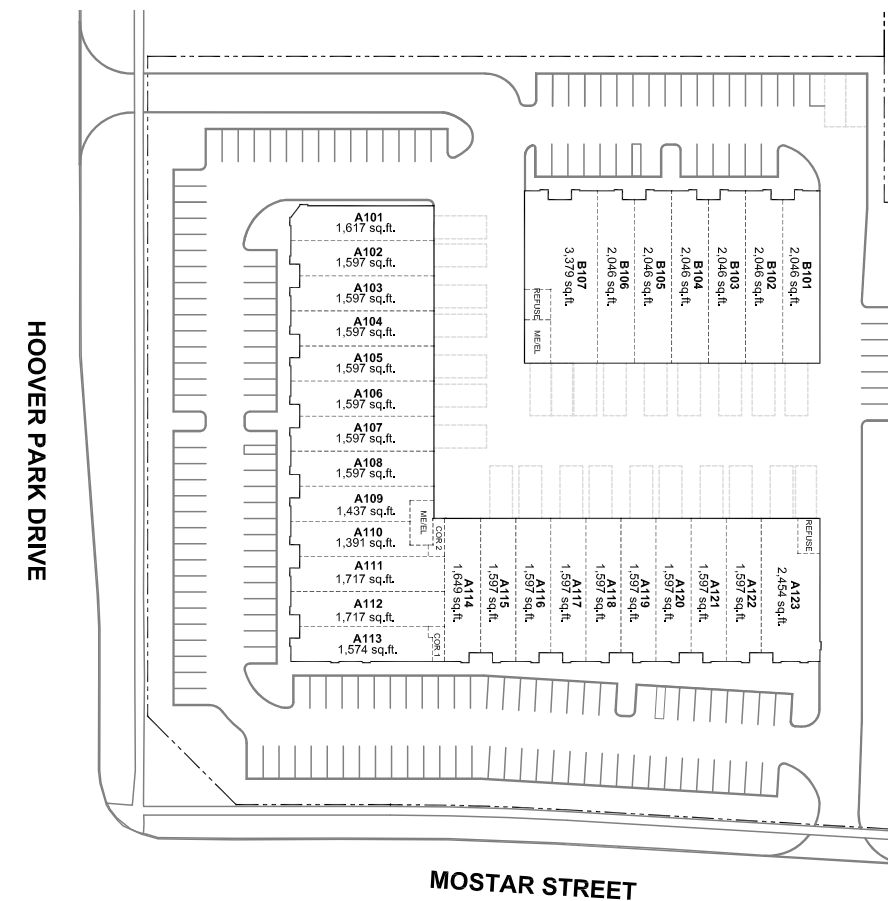 A101
1,617 sq.ft.
A102
1,597 sq.ft.
A103
1,597 sq.ft.
A104
1,597 sq.ft.
A105
1,597 sq.ft.
A106
1,597 sq.ft.
A107
1,597 sq.ft.
A108
1,597 sq.ft.
A109
1,437 sq.ft.
A110
1,391 sq.ft.
A111
1,717 sq.ft.
A112
1,717 sq.ft.
A113
1,574 sq.ft.
ME/EL
COR 2
COR 1
A114
1,649 sq.ft.
A115
1,597 sq.ft.
A116
1,597 sq.ft.
A117
1,597 sq.ft.
A118
1,597 sq.ft.
A119
1,597 sq.ft.
A120
1,597 sq.ft.
A121
1,597 sq.ft.
A122
1,597 sq.ft.
A123
2,454 sq.ft.
REFUSE
B107
3,379 sq.ft.
B106
2,046 sq.ft.
B105
2,046 sq.ft.
B104
2,046 sq.ft.
B103
2,046 sq.ft.
B102
2,046 sq.ft.
B101
2,046 sq.ft.
REFUSE
ME/EL
HOOVER PARK DRIVE
MOSTAR STREET